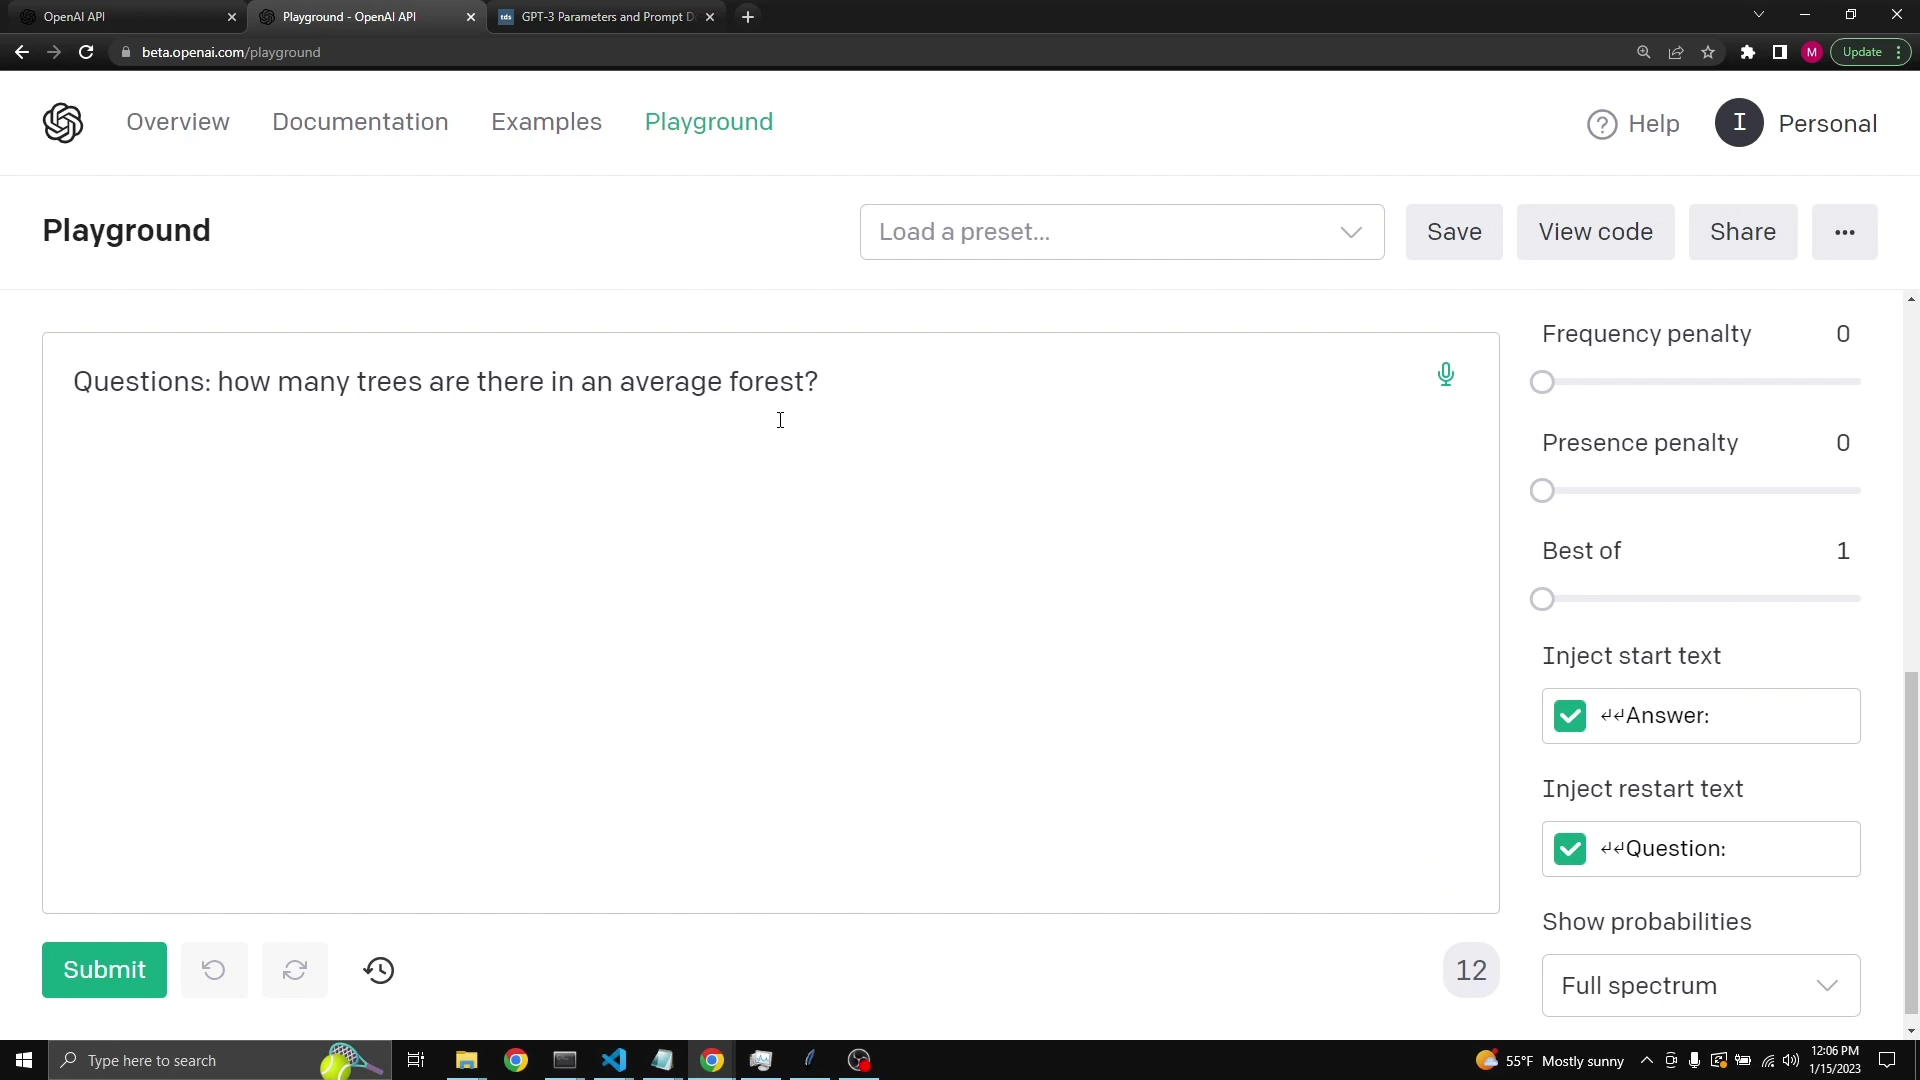 OpenAI API
Playground - OpenAI API
tds GPT-3 Parameters and Prompt D
beta.openai.com/playground
M
Update
Overview
Documentation
Examples
Playground
Help
I
Personal
Playground
Load a preset...
Save
View code
Share
Questions: how many trees are there in an average forest?
Frequency penalty 0
Presence penalty 0
Best of 1
Inject start text
↵↵Answer:
Inject restart text
↵↵Question:
Show probabilities
Full spectrum
Submit
12
Type here to search
55°F Mostly sunny
12:06 PM
1/15/2023